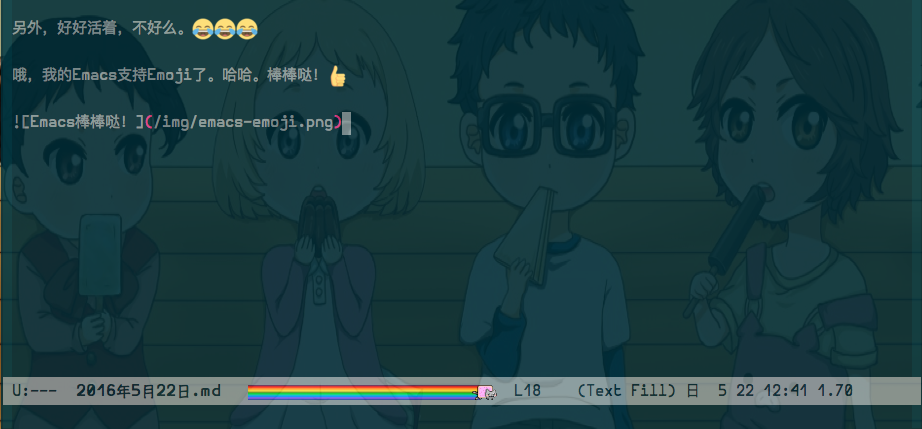 另外，好好活着，不好么。😂😂😂
哦，我的Emacs支持Emoji了。哈哈。棒棒哒！👍
![Emacs棒棒哒！](/img/emacs-emoji.png)
U:--- 2016年5月22日.md L18 (Text Fill) 日 5 22 12:41 1.70